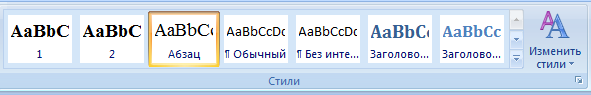 AaBbC AaBbC AaBbCc AaBbCcDc AaBbCcDc AaBbCc AaBbCc
1 2 Абзац ¶ Обычный ¶ Без инте... Заголово... Заголово...
Изменить
стили
Стили